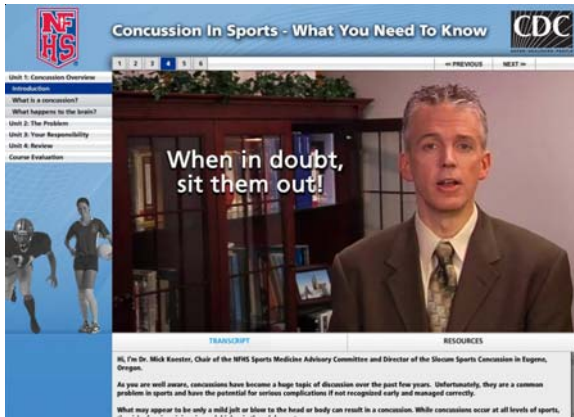 NF
HS
Concussion In Sports - What You Need To Know
CDC
1 2 3 4 5 6
PREVIOUS
NEXT
Unit 1: Concussion Overview
Introduction
What is a concussion?
What happens to the brain?
Unit 2: The Problem
Unit 3: Your Responsibility
Unit 4: Review
Course Evaluation
When in doubt,
sit them out!
TRANSCRIPT
RESOURCES
Hi, I'm Dr. Mick Koester, Chair of the NFHS Sports Medicine Advisory Committee and Director of the Slocum Sports Concussion in Eugene,
Oregon.
As you are well aware, concussions have become a huge topic of discussion over the past few years. Unfortunately, they are a common
problem in sports and have the potential for serious complications if not recognized early and managed correctly.
What may appear to be only a mild jolt or blow to the head or body can result in a concussion. While concussions occur at all levels of sports,